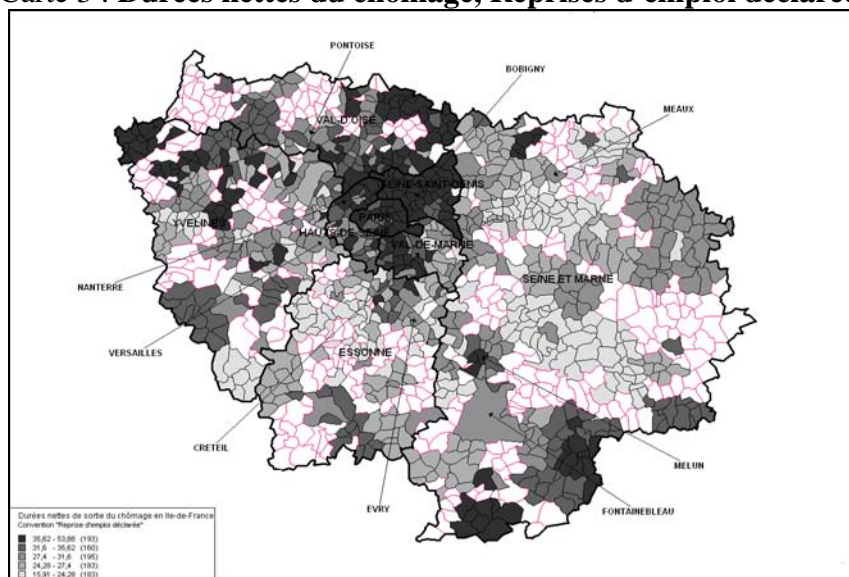 Carte 3 : Durées nettes du chômage, Reprises d'emploi déclarée
PONTOISE
BOBIGNY
MEAUX
VAL-D'OISE
SEINE-SAINT-DENIS
PARIS
YVELINES
HAUTS-DE-SEINE
VAL-DE-MARNE
SEINE ET MARNE
NANTERRE
VERSAILLES
ESSONNE
CRETEIL
MELUN
EVRY
FONTAINEBLEAU
Durées nettes de sortie du chômage en Ile-de-France
Convention "Reprise d'emploi déclarée"
35,62 - 53,88 (193)
31,6 - 35,62 (160)
27,4 - 31,6 (195)
24,28 - 27,4 (183)
15,91 - 24,28 (183)